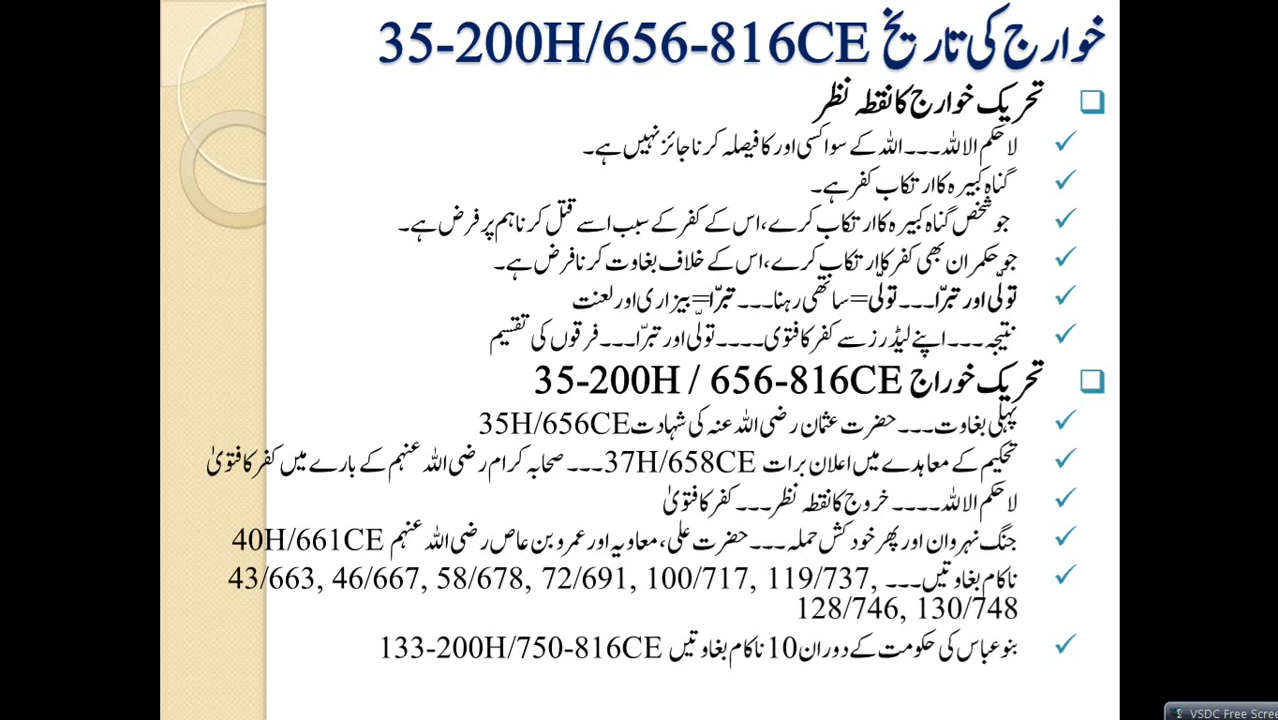 خوارج کی تاریخ 35-200H/656-816CE
تحریک خوارج کا نقطہ نظر
لا حکم الا للہ۔۔۔ اللہ کے سوا کسی اور کا فیصلہ کرنا جائز نہیں ہے۔
گناہ کبیرہ کا ارتکاب کفر ہے۔
جو شخص گناہ کبیرہ کا ارتکاب کرے، اس کے کفر کے سبب اسے قتل کرنا ہم پر فرض ہے۔
جو حکمران بھی کفر کا ارتکاب کرے، اس کے خلاف بغاوت کرنا فرض ہے۔
تولّی اور تبرّا۔۔۔ تولّی=ساتھی رہنا۔۔۔ تبرّا=بیزاری اور لعنت
نتیجہ۔۔۔ اپنے لیڈرز سے کفر کا فتوی۔۔۔۔ تولّی اور تبرّا۔۔۔ فرقوں کی تقسیم
تحریک خوراج 35-200H / 656-816CE
پہلی بغاوت۔۔۔ حضرت عثمان رضی اللہ عنہ کی شہادت 35H/656CE
تحکیم کے معاہدے میں اعلان برات 37H/658CE۔۔۔ صحابہ کرام رضی اللہ عنہم کے بارے میں کفر کا فتویٰ
لا حکم الا للہ۔۔۔۔ خروج کا نقطہ نظر۔۔۔ کفر کا فتویٰ
جنگ نہروان اور پھر خود کش حملہ۔۔۔ حضرت علی، معاویہ اور عمرو بن عاص رضی اللہ عنہم 40H/661CE
ناکام بغاوتیں۔۔۔ 43/663, 46/667, 58/678, 72/691, 100/717, 119/737,
128/746, 130/748
بنو عباس کی حکومت کے دوران 10 ناکام بغاوتیں 133-200H/750-816CE
VSDC Free Scree